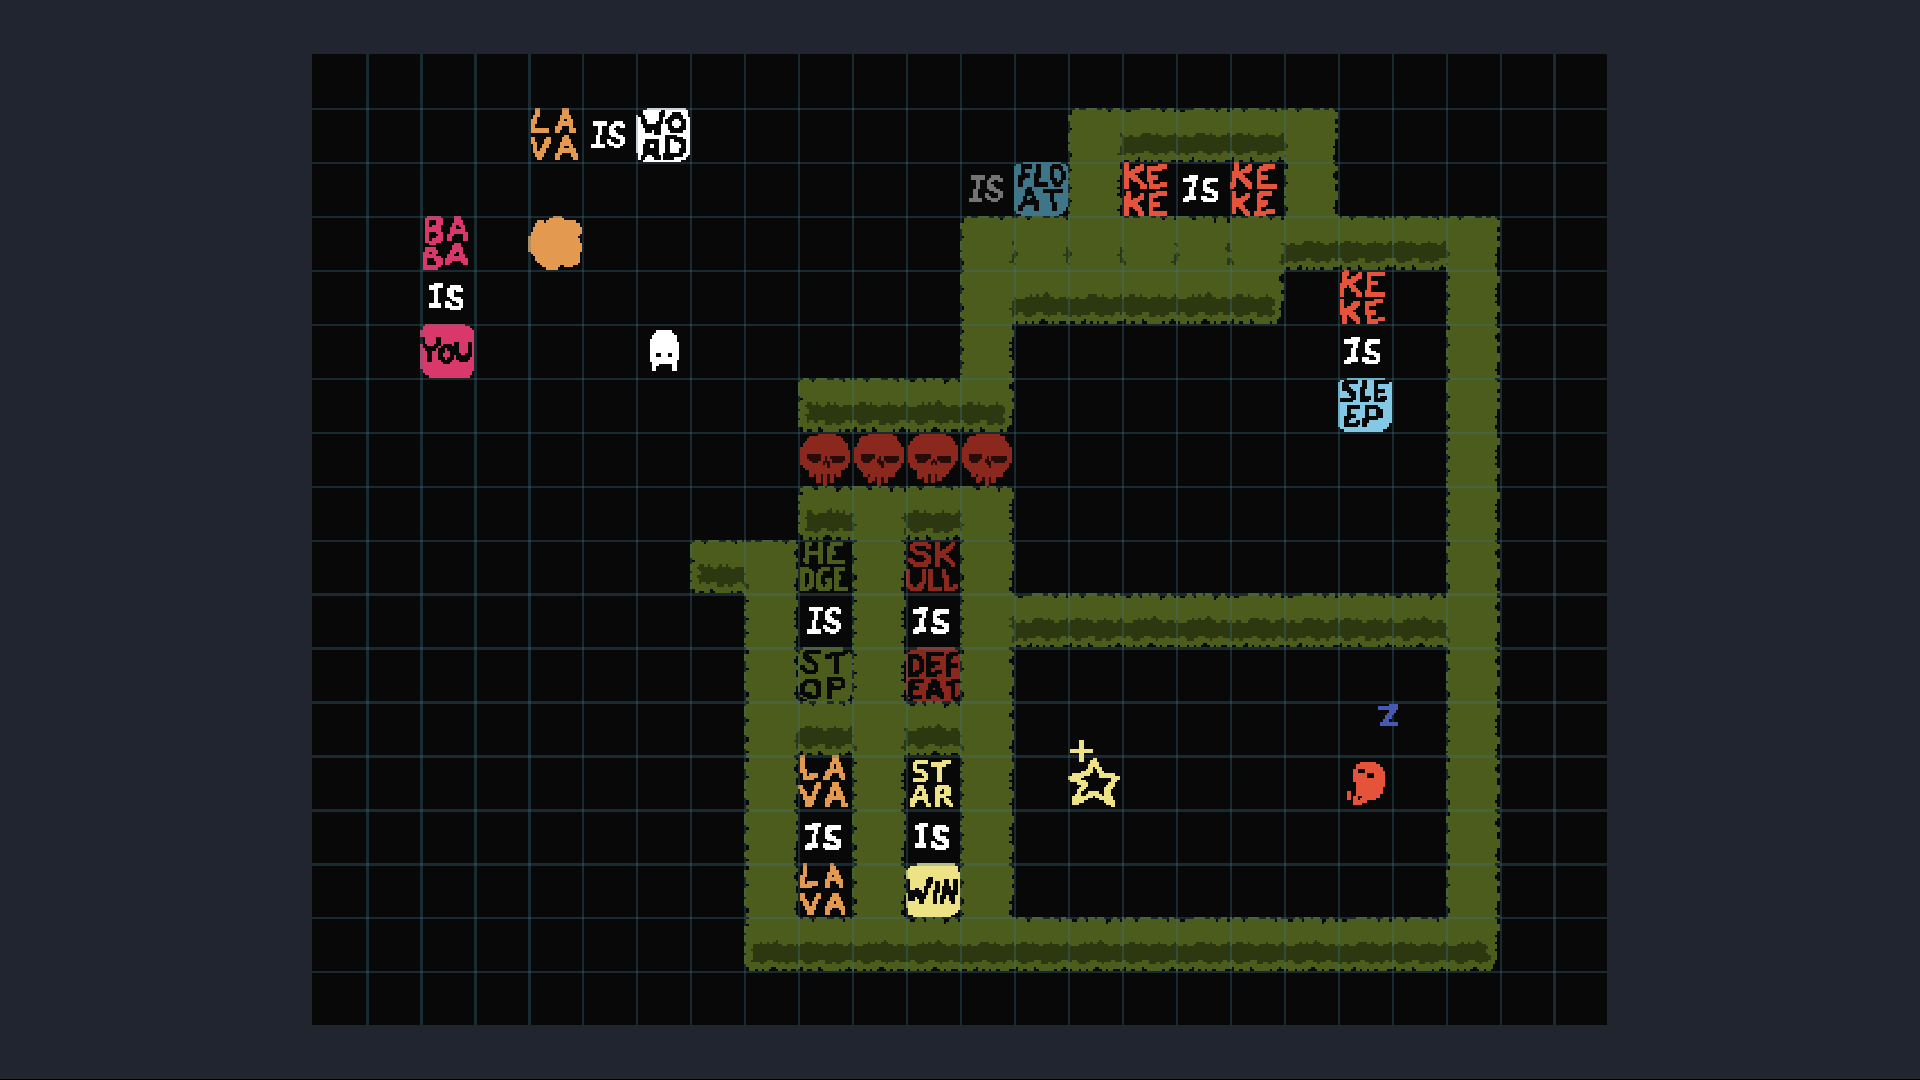 LAVA IS WORD
IS FLOAT
KEKE IS KEKE
BABA
IS
YOU
KEKE
IS
SLEEP
HEDGE
IS
STOP
SKULL
IS
DEFEAT
LAVA
IS
LAVA
STAR
IS
WIN
Z